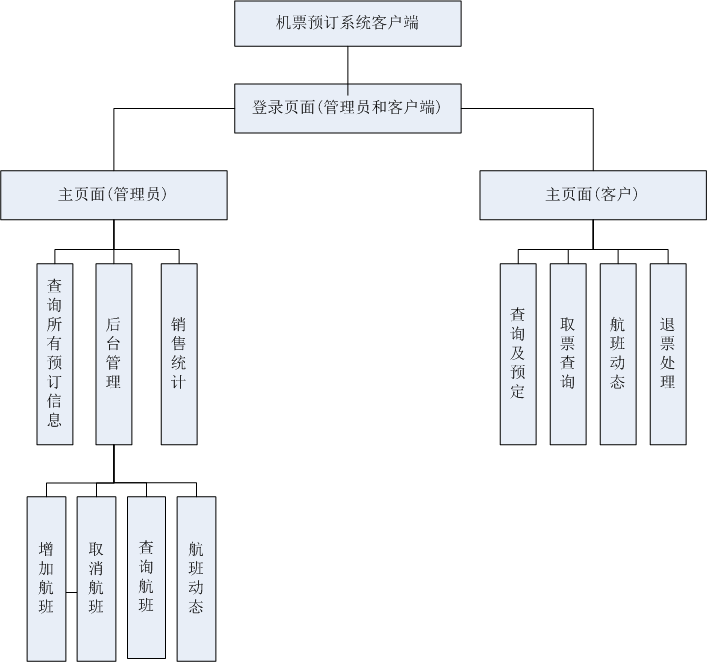 机票预订系统客户端
登录页面(管理员和客户端)
主页面(管理员)
主页面(客户)
查询所有预订信息
后台管理
销售统计
查询及预定
取票查询
航班动态
退票处理
增加航班
取消航班
查询航班
航班动态